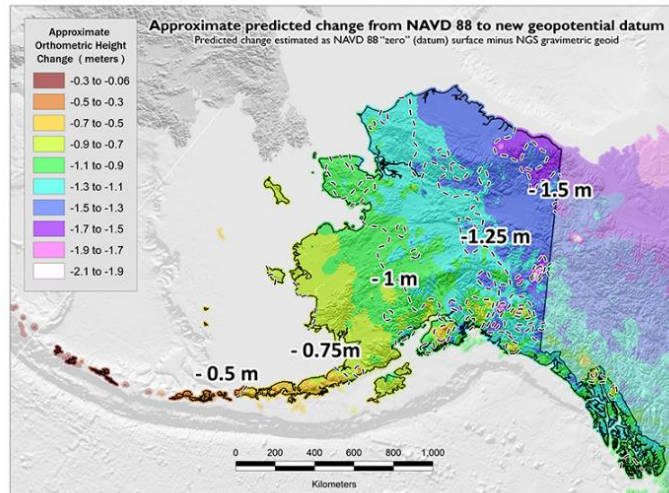 Approximate predicted change from NAVD 88 to new geopotential datum
Predicted change estimated as NAVD 88 "zero" (datum) surface minus NGS gravimetric geoid
Approximate
Orthometric Height
Change ( meters)
-0.3 to -0.06
-0.5 to -0.3
-0.7 to -0.5
-0.9 to -0.7
-1.1 to -0.9
-1.3 to -1.1
-1.5 to -1.3
-1.7 to -1.5
-1.9 to -1.7
-2.1 to -1.9
- 1.5 m
-1.25 m
- 1 m
- 0.75m
- 0.5 m
0 200 400 600 800 1,000
Kilometers